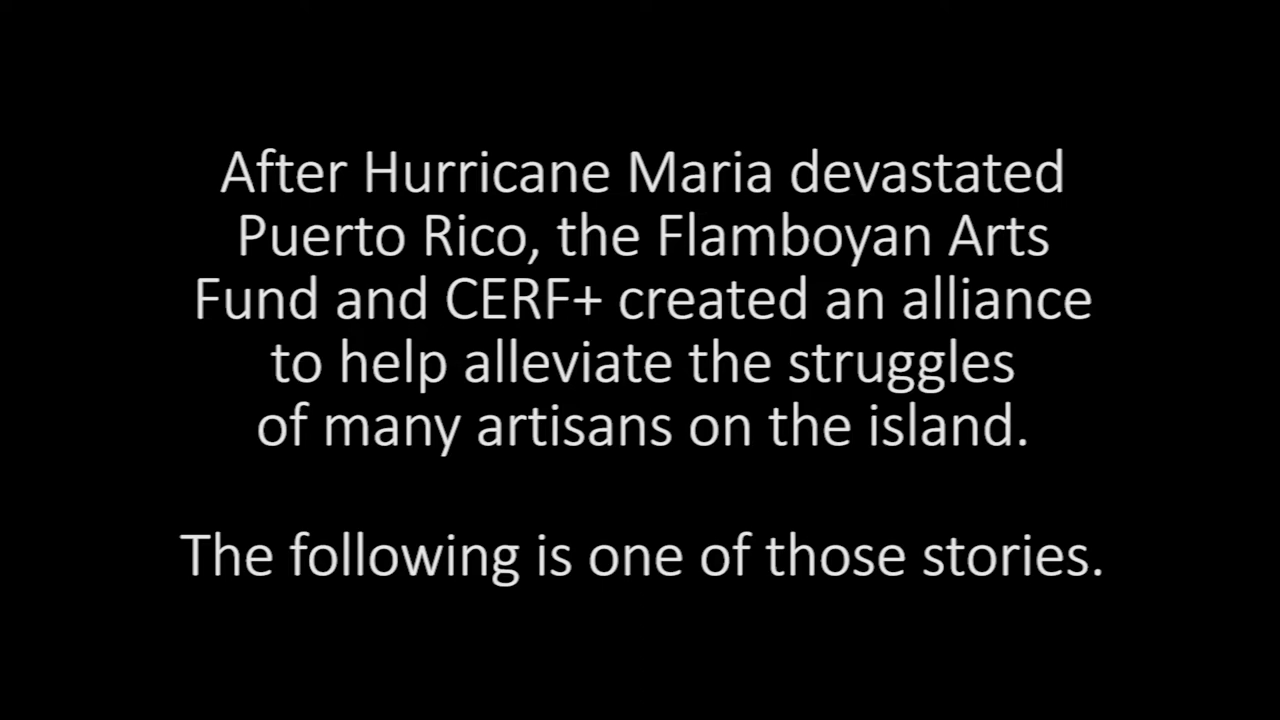 After Hurricane Maria devastated
Puerto Rico, the Flamboyan Arts
Fund and CERF+ created an alliance
to help alleviate the struggles
of many artisans on the island.
The following is one of those stories.